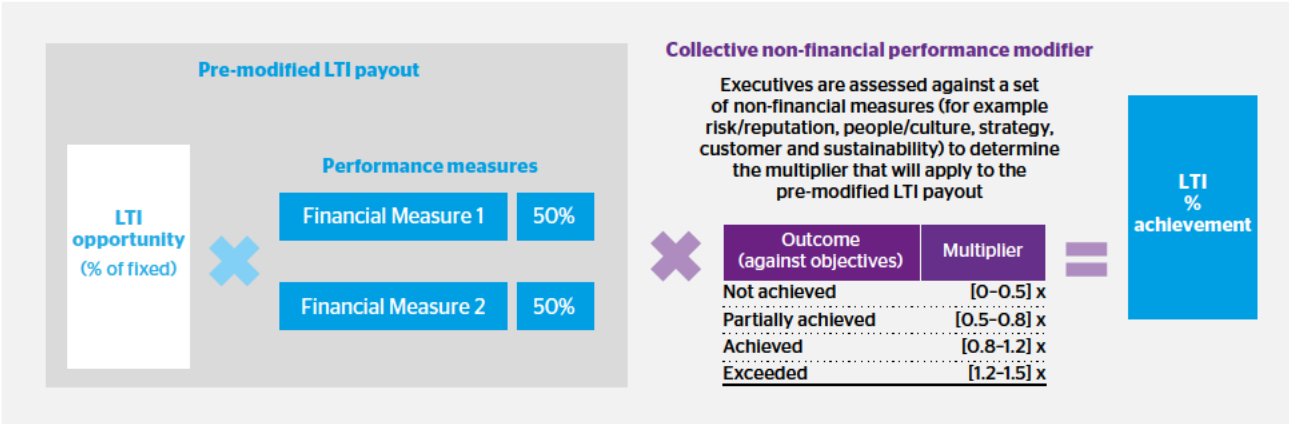 Pre-modified LTI payout
LTI
opportunity
(% of fixed)
Performance measures
Financial Measure 1 50%
Financial Measure 2 50%
Collective non-financial performance modifier
Executives are assessed against a set
of non-financial measures (for example
risk/reputation, people/culture, strategy,
customer and sustainability) to determine
the multiplier that will apply to the
pre-modified LTI payout
Outcome
(against objectives)
Multiplier
Not achieved [0-0.5] x
Partially achieved [0.5-0.8] x
Achieved [0.8-1.2] x
Exceeded [1.2-1.5] x
LTI
%
achievement